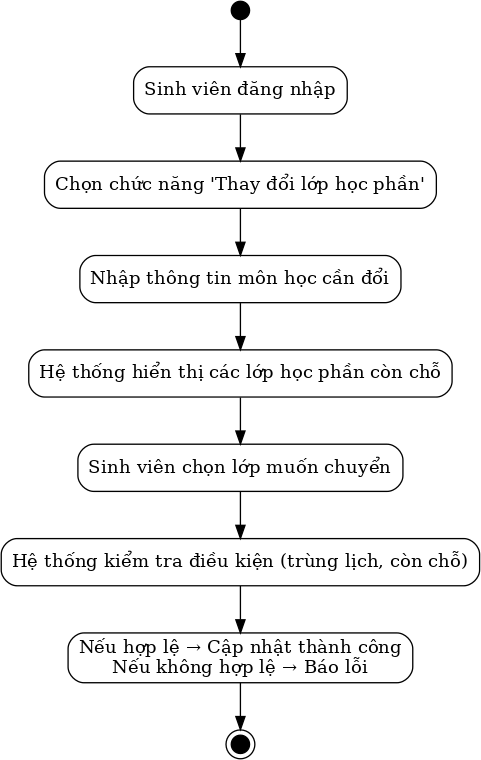 Sinh viên đăng nhập
Chọn chức năng 'Thay đổi lớp học phần'
Nhập thông tin môn học cần đổi
Hệ thống hiển thị các lớp học phần còn chỗ
Sinh viên chọn lớp muốn chuyển
Hệ thống kiểm tra điều kiện (trùng lịch, còn chỗ)
Nếu hợp lệ → Cập nhật thành công
Nếu không hợp lệ → Báo lỗi